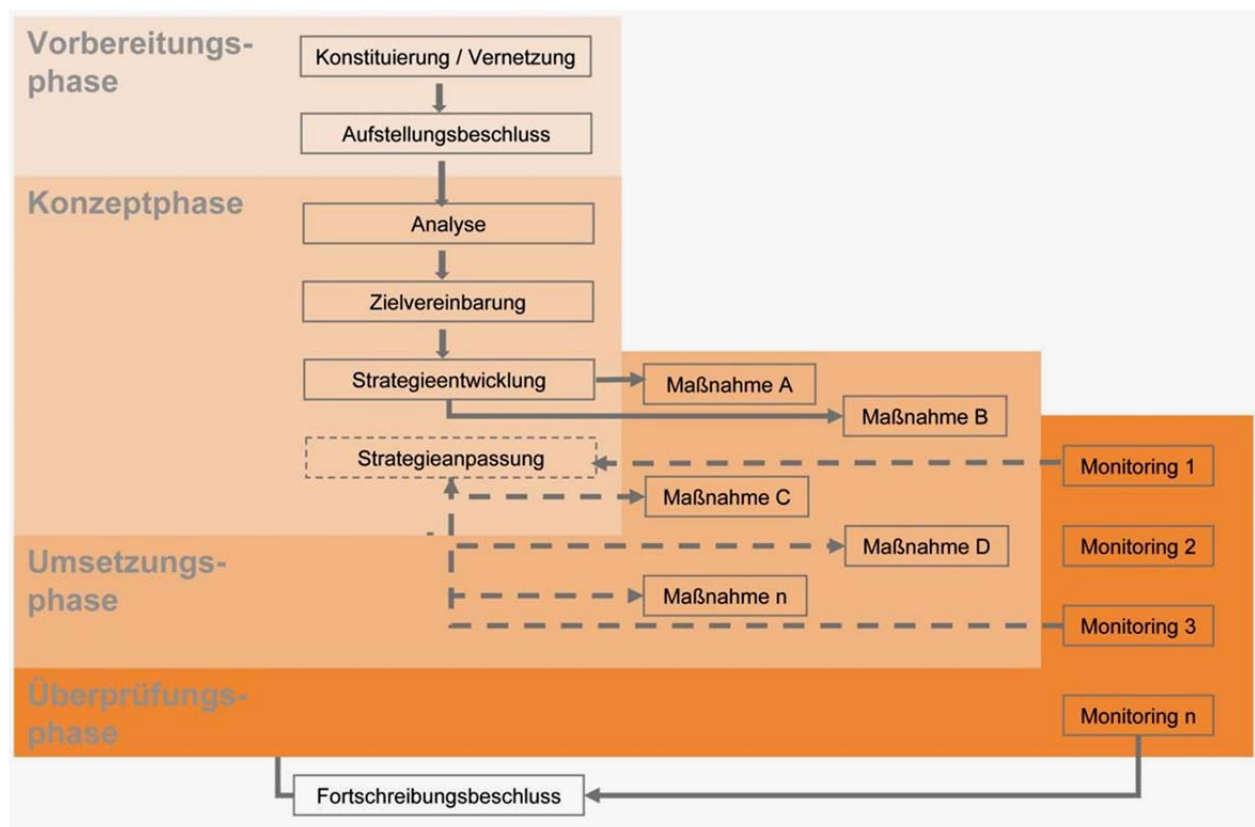 Vorbereitungs-
phase
Konstituierung / Vernetzung
Aufstellungsbeschluss
Konzeptphase
Analyse
Zielvereinbarung
Strategieentwicklung
Maßnahme A
Maßnahme B
Strategieanpassung
Monitoring 1
Maßnahme C
Umsetzungs-
phase
Maßnahme D
Monitoring 2
Maßnahme n
Monitoring 3
Überprüfungs-
phase
Monitoring n
Fortschreibungsbeschluss